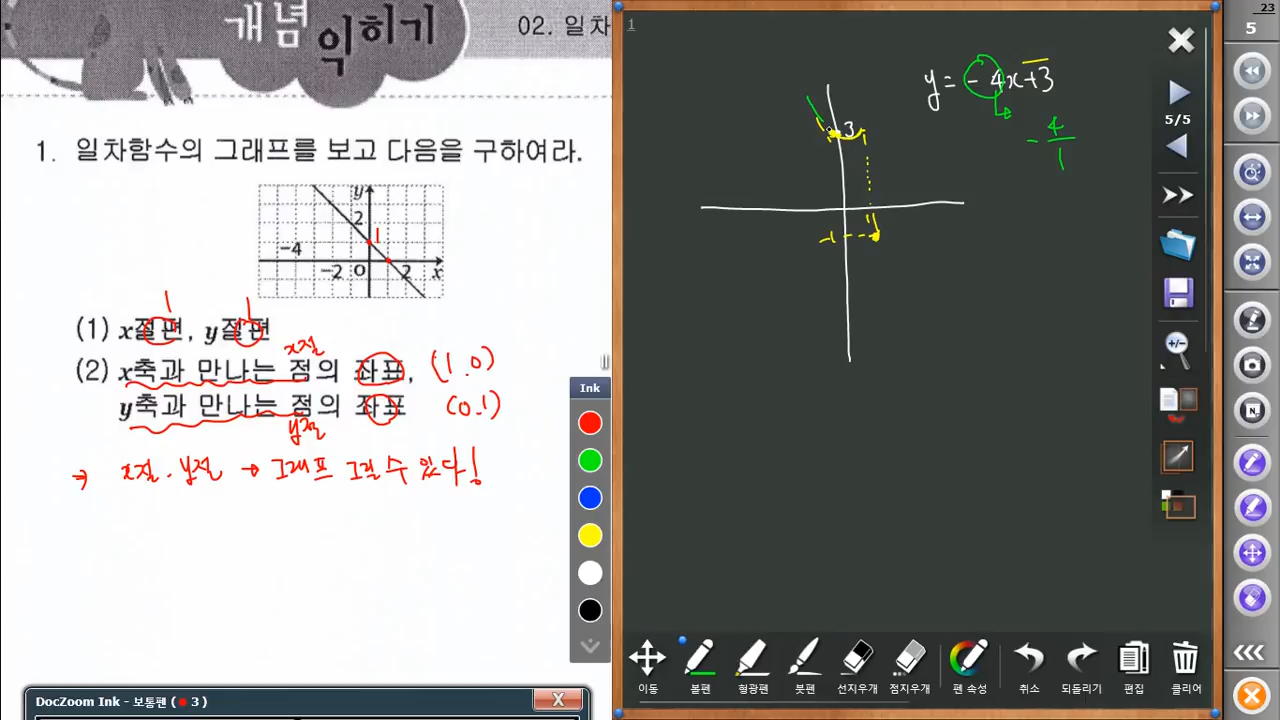 개념 익히기
02. 일차
1. 일차함수의 그래프를 보고 다음을 구하여라.
y
2
1
-4
-2 O 2 x
1 1
(1) x절편, y절편
x절
(2) x축과 만나는 점의 좌표, (1.0)
y축과 만나는 점의 좌표 (0.1)
y절
⇒ x절. y절 → 그래프 그릴 수 있다!
DocZoom Ink - 보통펜 ( 3 )
X
Ink
1
y = -4x+3
- 4/1
3
-1
5/5
이동
볼펜
형광펜
붓펜
선지우개
점지우개
펜 속성
취소
되돌리기
편집
클리어
23
5